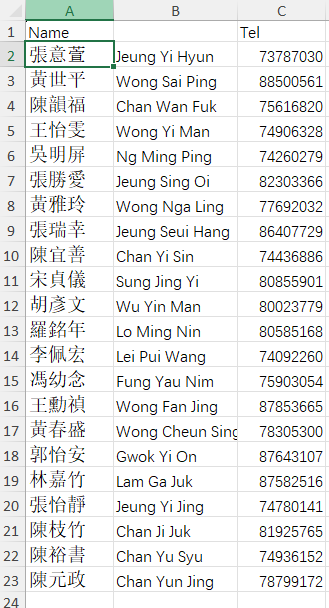 A B C
1 Name Tel
2 張意萱 Jeung Yi Hyun 73787030
3 黃世平 Wong Sai Ping 88500561
4 陳韻福 Chan Wan Fuk 75616820
5 王怡雯 Wong Yi Man 74906328
6 吳明屏 Ng Ming Ping 74260279
7 張勝愛 Jeung Sing Oi 82303366
8 黃雅玲 Wong Nga Ling 77692032
9 張瑞幸 Jeung Seui Hang 86407729
10 陳宜善 Chan Yi Sin 74436886
11 宋貞儀 Sung Jing Yi 80855901
12 胡彥文 Wu Yin Man 80023779
13 羅銘年 Lo Ming Nin 80585168
14 李佩宏 Lei Pui Wang 74092260
15 馮幼念 Fung Yau Nim 75903054
16 王勳禎 Wong Fan Jing 87853665
17 黃春盛 Wong Cheun Sing 78305300
18 郭怡安 Gwok Yi On 87643107
19 林嘉竹 Lam Ga Juk 87582516
20 張怡靜 Jeung Yi Jing 74780141
21 陳枝竹 Chan Ji Juk 81925765
22 陳裕書 Chan Yu Syu 74936152
23 陳元政 Chan Yun Jing 78799172
24